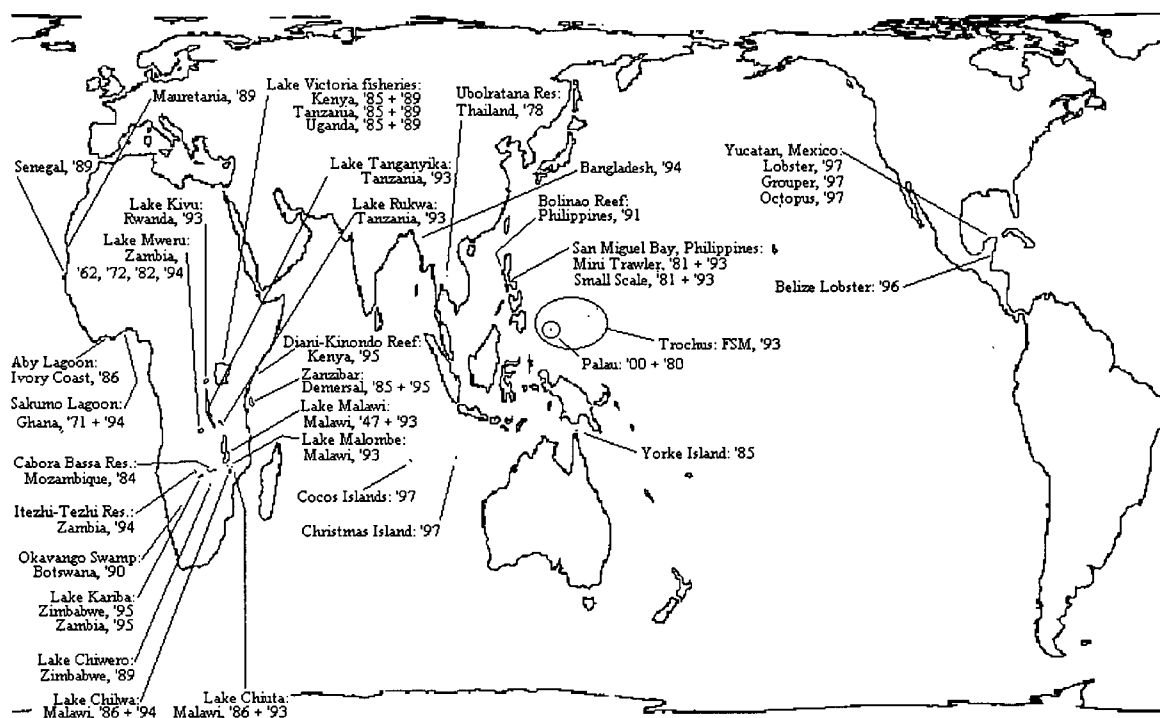 Mauretania, '89
Lake Victoria fisheries:
Kenya, '85 + '89
Tanzania, '85 + '89
Uganda, '85 + '89
Ubolratana Res:
Thailand, '78
Senegal, '89
Lake Tanganyika:
Tanzania, '93
Bangladesh, '94
Yucatan, Mexico:
Lobster, '97
Grouper, '97
Octopus, '97
Lake Kivu:
Rwanda, '93
Lake Rukwa:
Tanzania, '93
Bolinao Reef:
Philippines, '91
Lake Mweru:
Zambia,
'62, '72, '82, '94
San Miguel Bay, Philippines:
Mini Trawler, '81 + '93
Small Scale, '81 + '93
Belize Lobster: '96
Trochus: FSM, '93
Palau: '00 + '80
Aby Lagoon:
Ivory Coast, '86
Diani-Kinondo Reef:
Kenya, '95
Zanzibar:
Demersal, '85 + '95
Sakumo Lagoon:
Ghana, '71 + '94
Lake Malawi:
Malawi, '47 + '93
Lake Malombe:
Malawi, '93
Yorke Island: '85
Cabora Bassa Res.:
Mozambique, '84
Cocos Islands: '97
Itezhi-Tezhi Res.:
Zambia, '94
Christmas Island: '97
Okavango Swamp:
Botswana, '90
Lake Kariba:
Zimbabwe, '95
Zambia, '95
Lake Chiwero:
Zimbabwe, '89
Lake Chilwa:
Malawi, '86 + '94
Lake Chiuta:
Malawi, '86 + '93